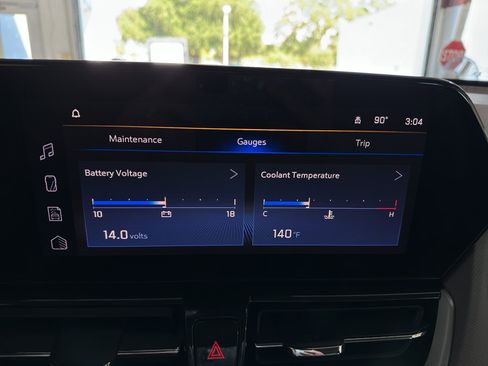 STOP
90° 3:04
Maintenance Gauges Trip
Battery Voltage
10 18
14.0 volts
Coolant Temperature
C H
140 °F